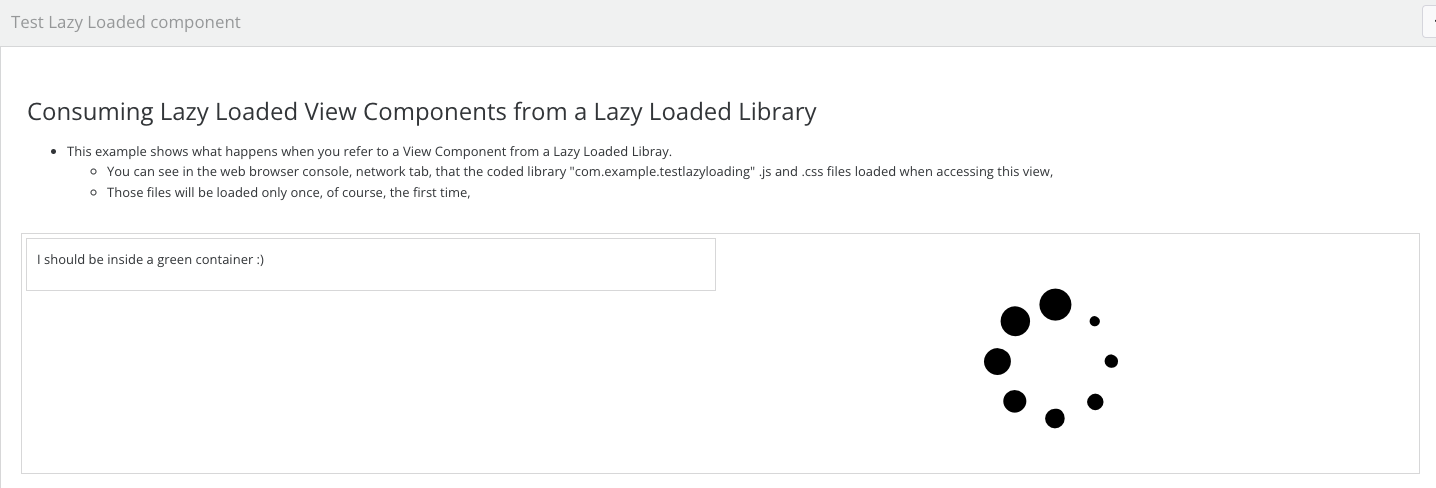 Test Lazy Loaded component
Consuming Lazy Loaded View Components from a Lazy Loaded Library
This example shows what happens when you refer to a View Component from a Lazy Loaded Libray.
You can see in the web browser console, network tab, that the coded library "com.example.testlazyloading" .js and .css files loaded when accessing this view,
Those files will be loaded only once, of course, the first time,
I should be inside a green container :)